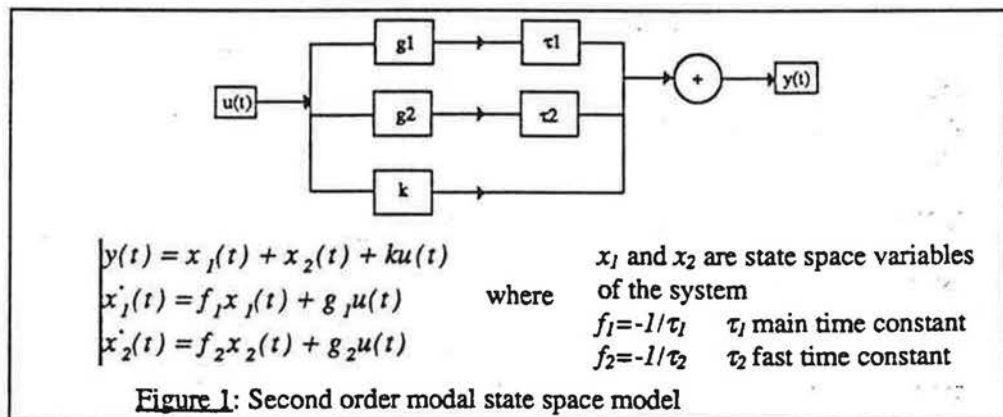 g1 τ1
u(t) + y(t)
g2 τ2
k
y(t) = x₁(t) + x₂(t) + ku(t)
x˙₁(t) = f₁x₁(t) + g₁u(t)
x˙₂(t) = f₂x₂(t) + g₂u(t)
where
x₁ and x₂ are state space variables
of the system
f₁=-1/τ₁ τ₁ main time constant
f₂=-1/τ₂ τ₂ fast time constant
Figure 1: Second order modal state space model